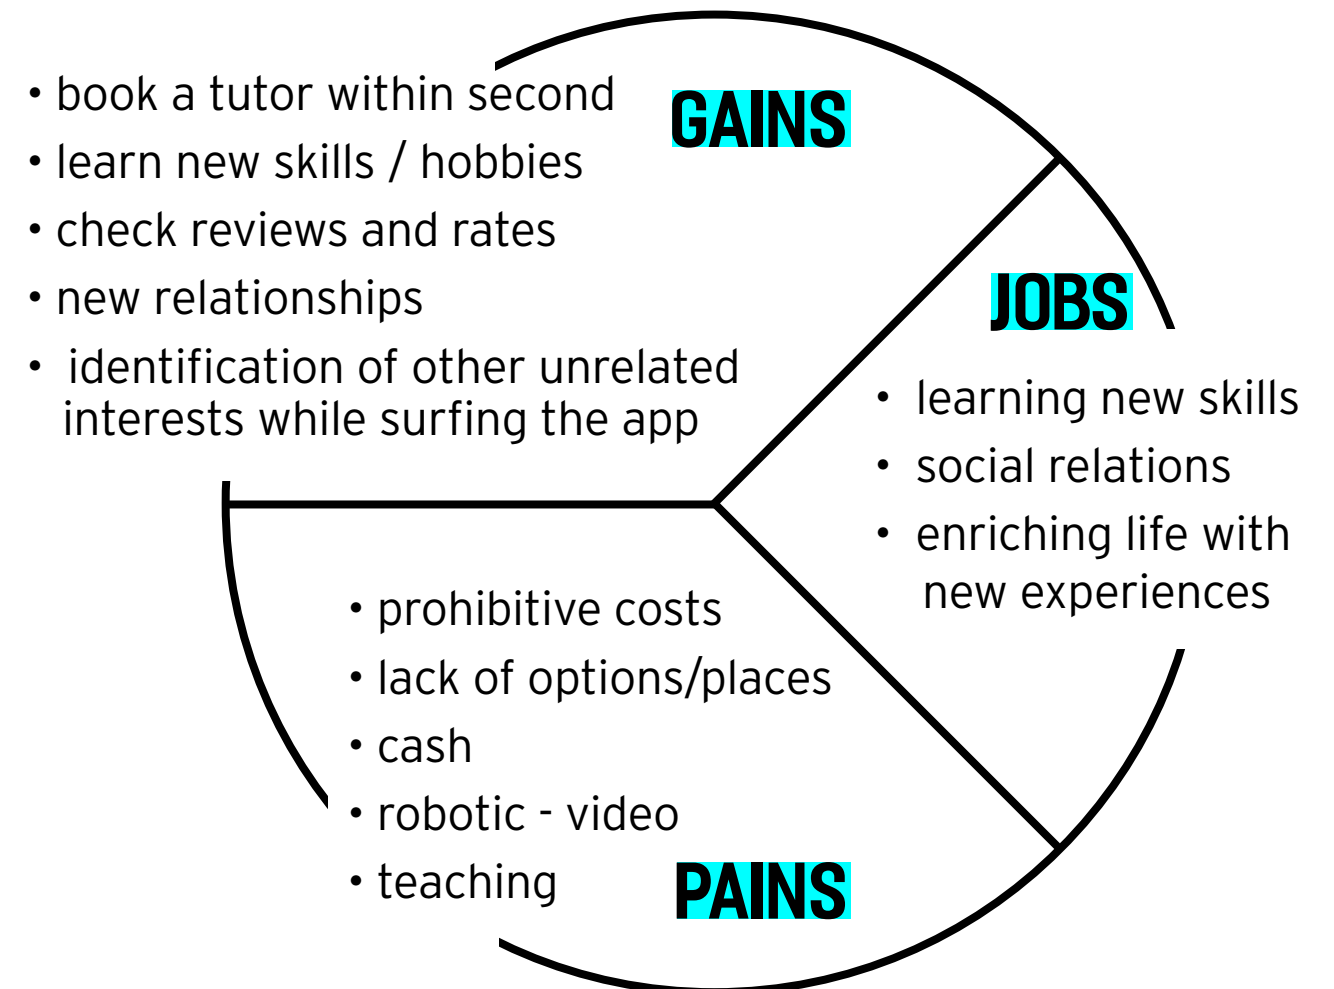 GAINS
• book a tutor within second
• learn new skills / hobbies
• check reviews and rates
• new relationships
• identification of other unrelated
interests while surfing the app
JOBS
• learning new skills
• social relations
• enriching life with
new experiences
• prohibitive costs
• lack of options/places
• cash
• robotic - video
• teaching
PAINS